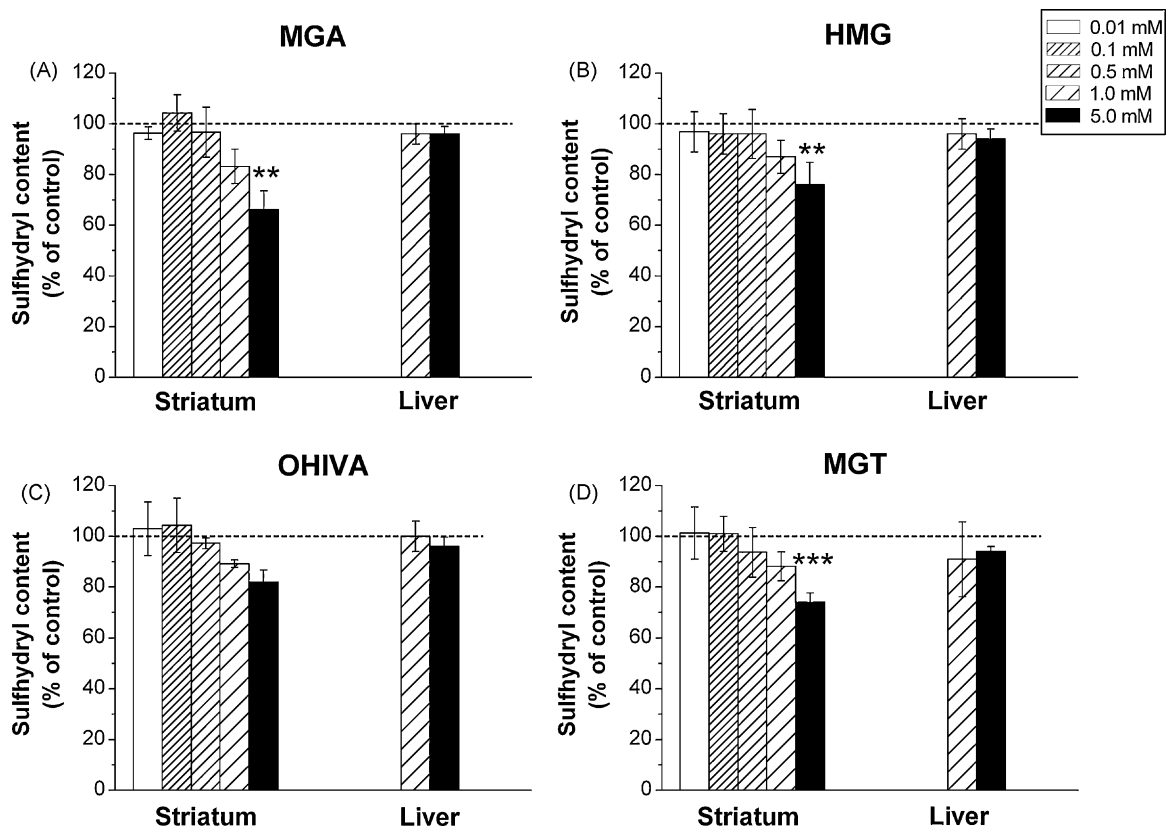 0.01 mM
0.1 mM
0.5 mM
1.0 mM
5.0 mM
MGA
(A)
Sulfhydryl content
(% of control)
120
100
80
60
40
20
0
**
Striatum
Liver
HMG
(B)
Sulfhydryl content
(% of control)
120
100
80
60
40
20
0
**
Striatum
Liver
OHIVA
(C)
Sulfhydryl content
(% of control)
120
100
80
60
40
20
0
Striatum
Liver
MGT
(D)
Sulfhydryl content
(% of control)
120
100
80
60
40
20
0
***
Striatum
Liver